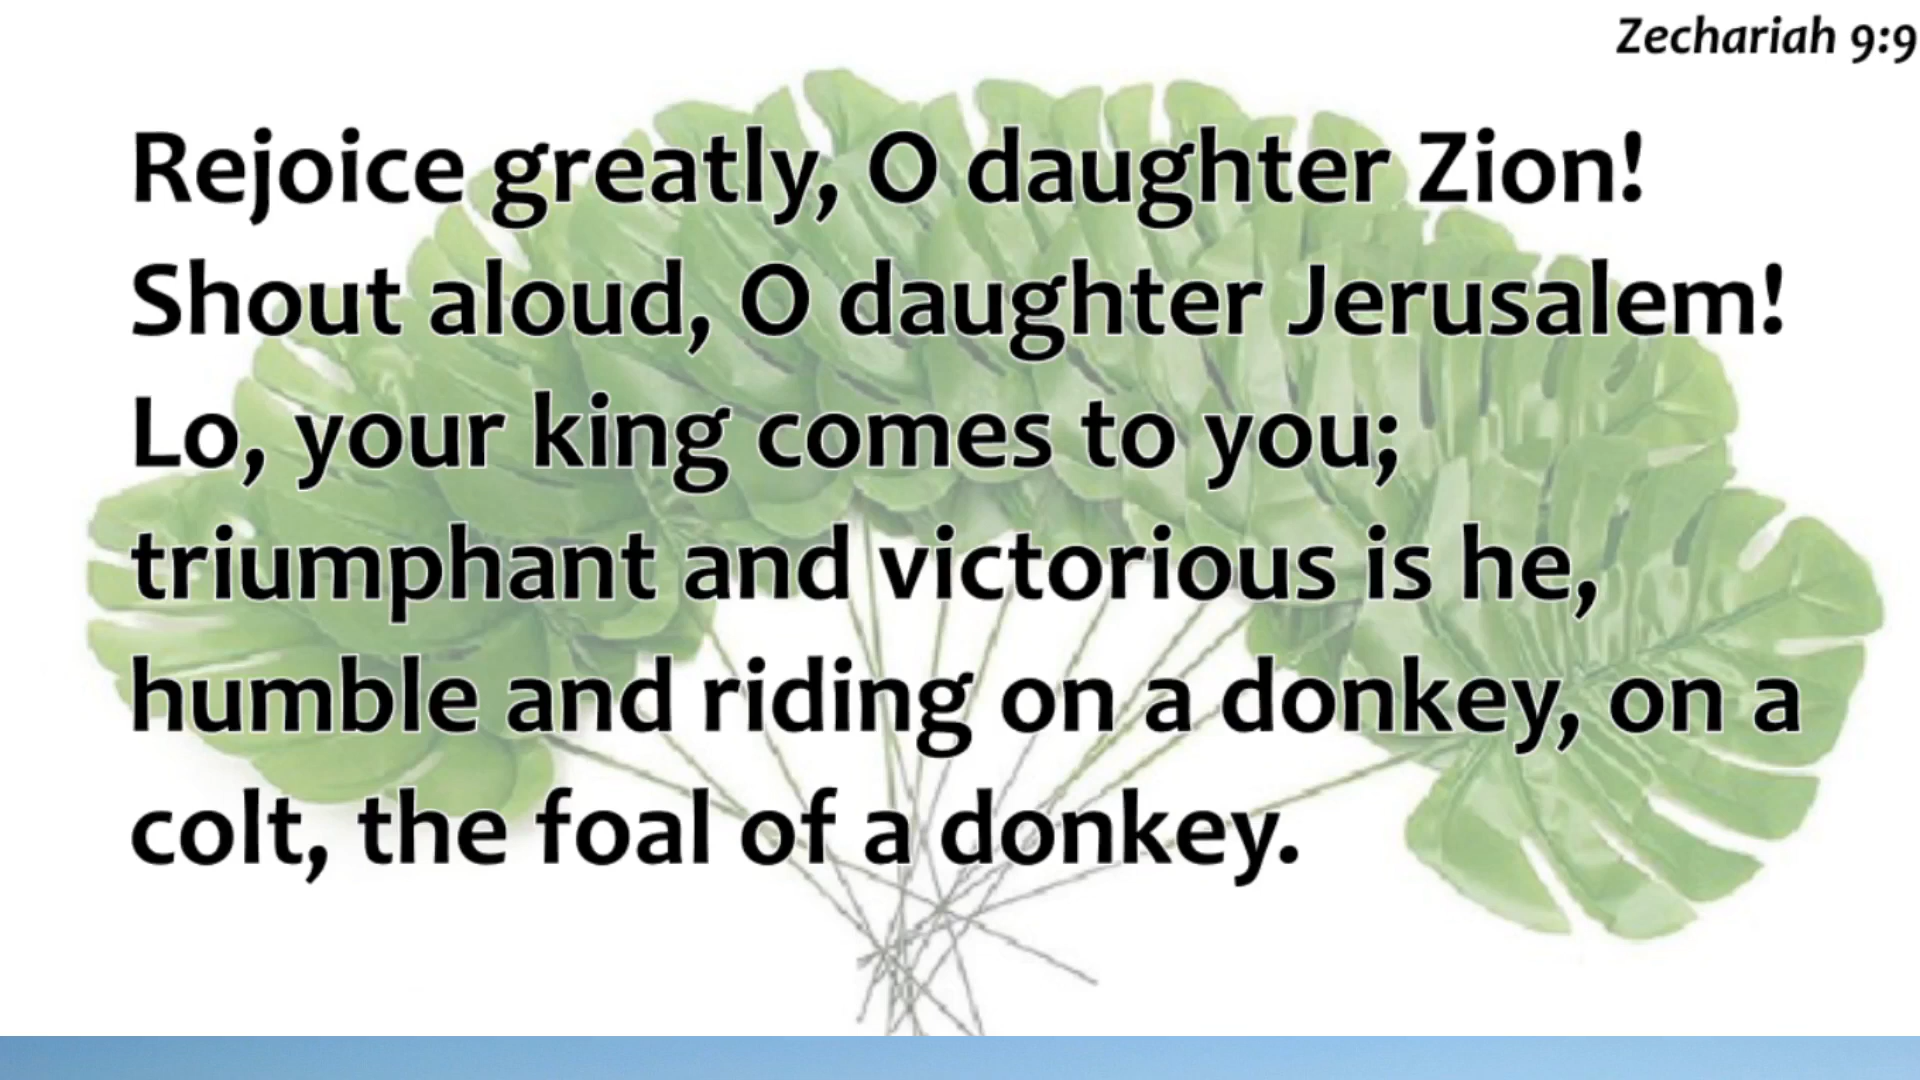 Zechariah 9:9
Rejoice greatly, O daughter Zion!
Shout aloud, O daughter Jerusalem!
Lo, your king comes to you;
triumphant and victorious is he,
humble and riding on a donkey, on a
colt, the foal of a donkey.